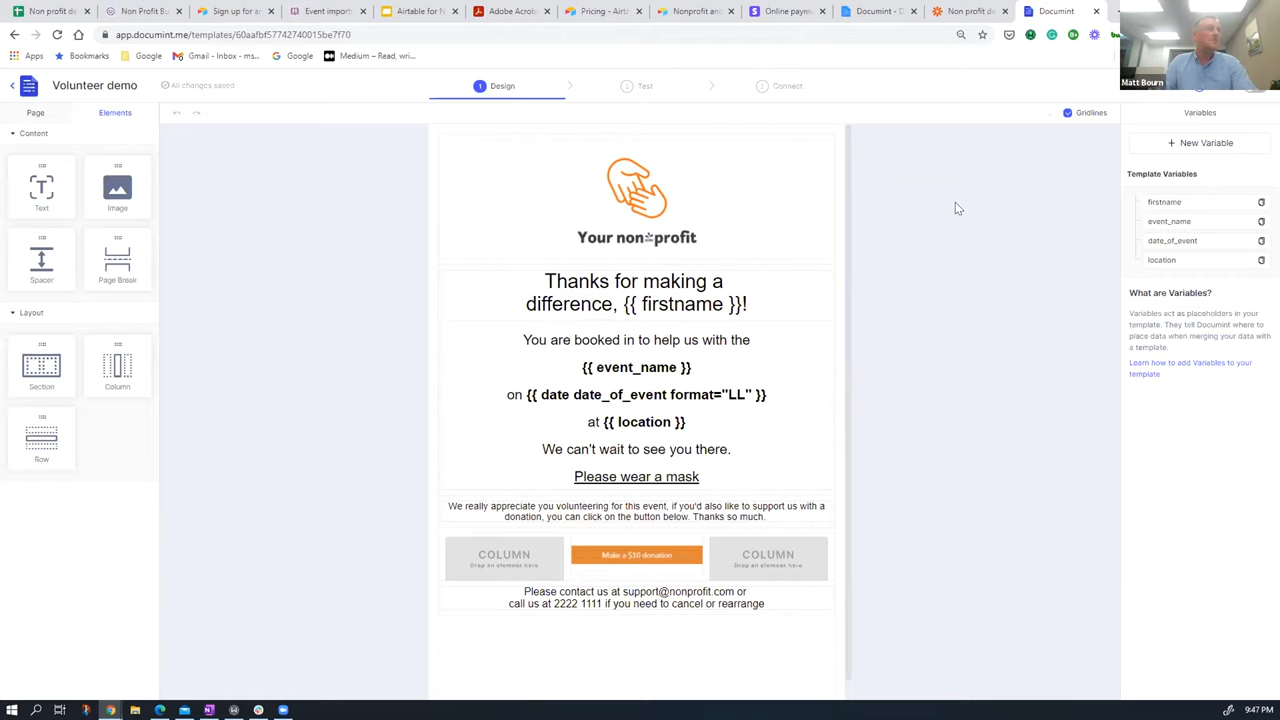 Non profit de
Documint Bu
Sign up for ar
Event imports
Airtable for N
Adobe Acrob
Pricing - Airt
Nonprofit an
Online paym
Document - D
Non profit de
Document
app.documint.me/templates/60aafbf57742740015be7f70
Apps
Bookmarks
Google
Gmail - Inbox - ms...
Google
Medium – Read, wri...
Matt Bourn
Volunteer demo
All changes saved
1 Design
2 Test
Connect
Page
Elements
Gridlines
Variables
Content
Text
Image
Spacer
Page Break
Layout
Section
Column
Row
Your non-profit
Thanks for making a
difference, {{ firstname }}!
You are booked in to help us with the
{{ event_name }}
on {{ date date_of_event format="LL" }}
at {{ location }}
We can't wait to see you there.
Please wear a mask
We really appreciate you volunteering for this event, if you'd also like to support us with a
donation, you can click on the button below. Thanks so much.
COLUMN
Drop an element here
Make a $10 donation
COLUMN
Drop an element here
Please contact us at support@nonprofit.com or
call us at 2222 1111 if you need to cancel or rearrange
+ New Variable
Template Variables
firstname
event_name
date_of_event
location
What are Variables?
Variables act as placeholders in your
template. They tell Documint where to
place data when merging your data with
a template.
Learn how to add Variables to your
template
9:47 PM